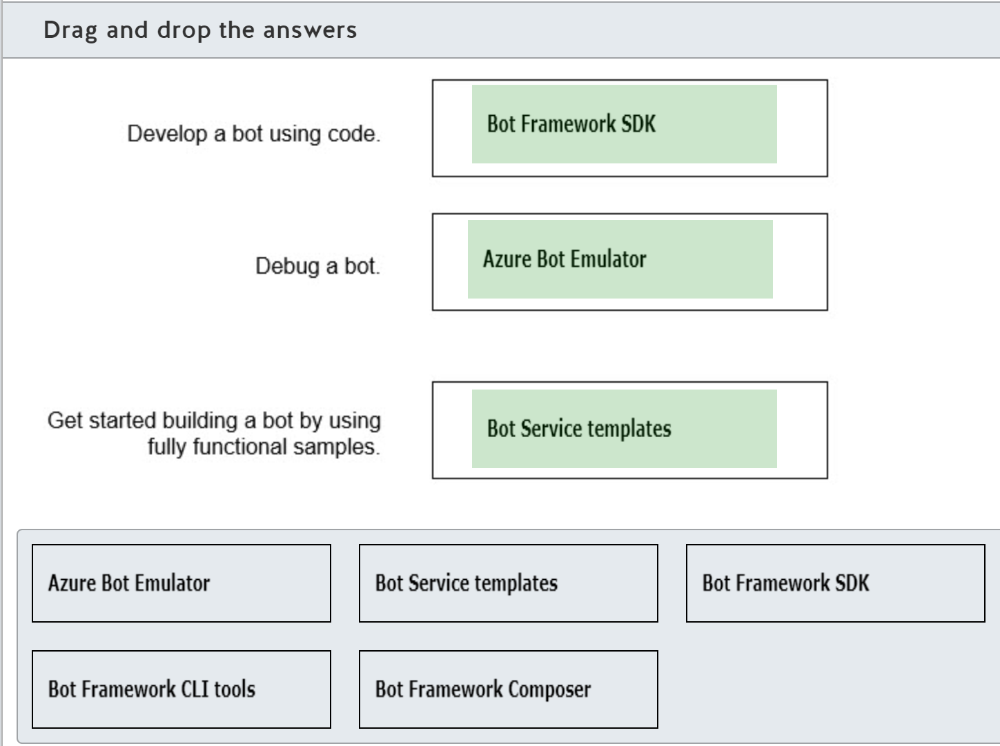 Drag and drop the answers
Develop a bot using code.
Bot Framework SDK
Debug a bot.
Azure Bot Emulator
Get started building a bot by using
fully functional samples.
Bot Service templates
Azure Bot Emulator
Bot Service templates
Bot Framework SDK
Bot Framework CLI tools
Bot Framework Composer